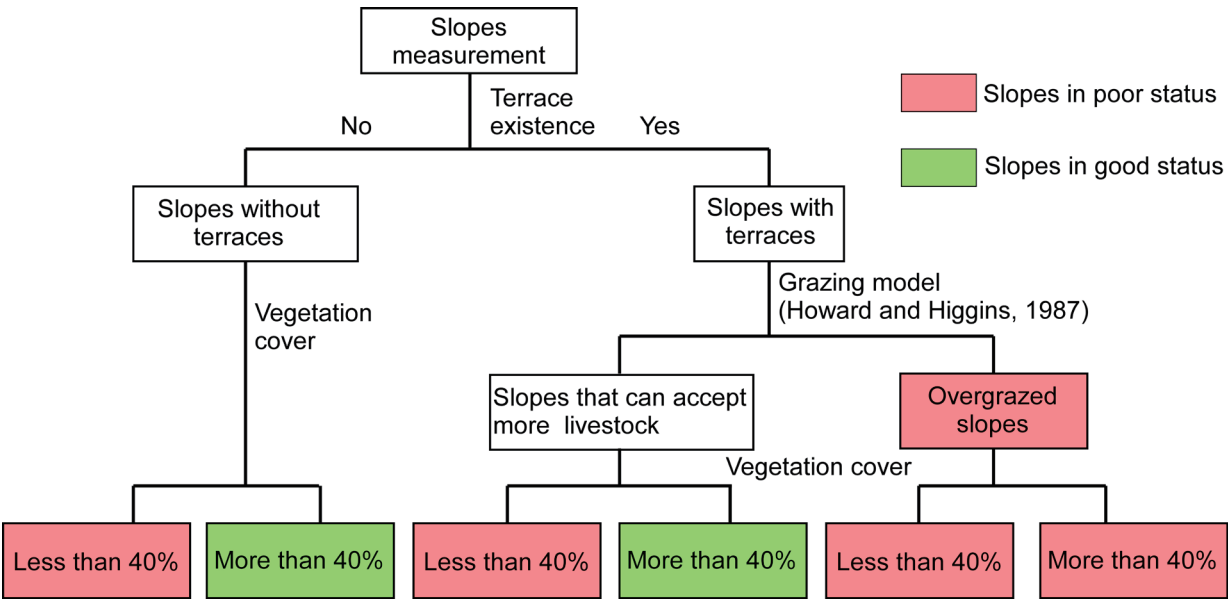 Slopes
measurement
Terrace
existence
No
Yes
Slopes in poor status
Slopes in good status
Slopes without
terraces
Slopes with
terraces
Vegetation
cover
Grazing model
(Howard and Higgins, 1987)
Slopes that can accept
more livestock
Overgrazed
slopes
Vegetation cover
Less than 40%
More than 40%
Less than 40%
More than 40%
Less than 40%
More than 40%